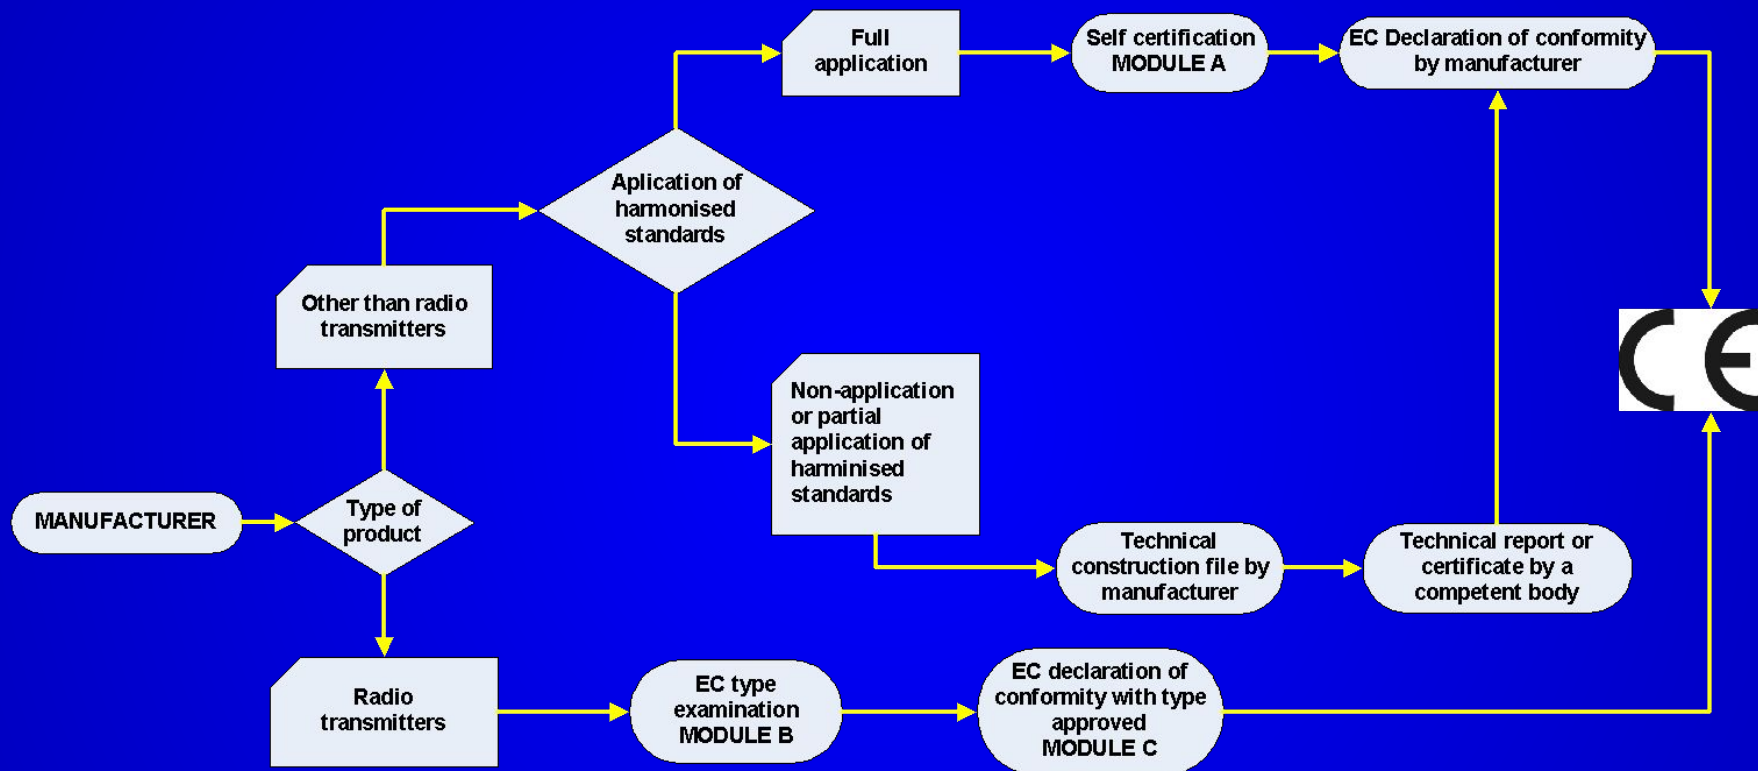 Full
application
Self certification
MODULE A
EC Declaration of conformity
by manufacturer
Aplication of
harmonised
standards
Other than radio
transmitters
CE
Non-application
or partial
application of
harminised
standards
MANUFACTURER
Type of
product
Technical
construction file by
manufacturer
Technical report or
certificate by a
competent body
Radio
transmitters
EC type
examination
MODULE B
EC declaration of
conformity with type
approved
MODULE C